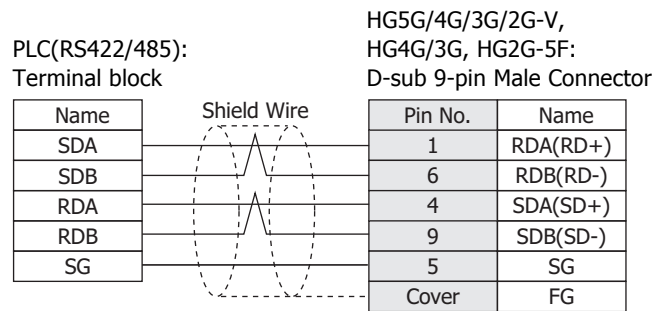 HG5G/4G/3G/2G-V,
PLC(RS422/485): HG4G/3G, HG2G-5F:
Terminal block D-sub 9-pin Male Connector
Name Shield Wire Pin No. Name
SDA 1 RDA(RD+)
SDB 6 RDB(RD-)
RDA 4 SDA(SD+)
RDB 9 SDB(SD-)
SG 5 SG
Cover FG